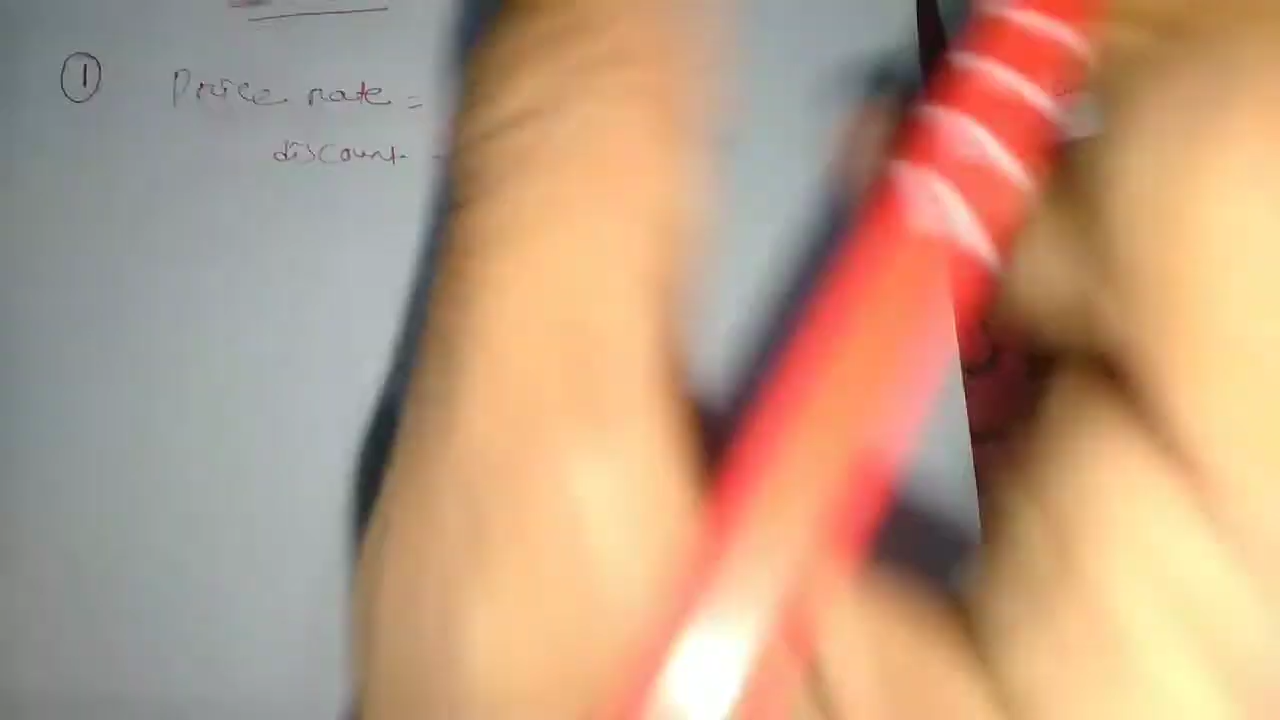 ① Price rate =
discount -